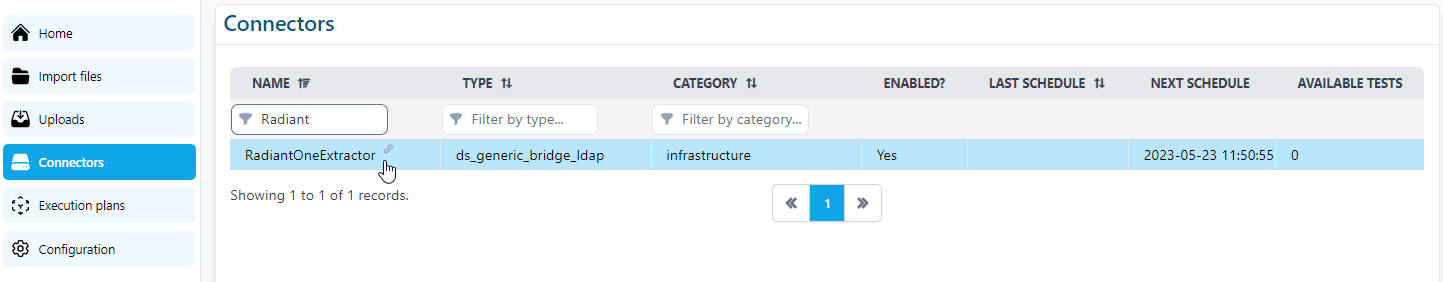 Connectors
Home
Import files
Uploads
Connectors
Execution plans
Configuration
NAME TYPE CATEGORY ENABLED? LAST SCHEDULE NEXT SCHEDULE AVAILABLE TESTS
Radiant Filter by type... Filter by category...
RadiantOneExtractor ds_generic_bridge_ldap infrastructure Yes 2023-05-23 11:50:55 0
Showing 1 to 1 of 1 records.
1